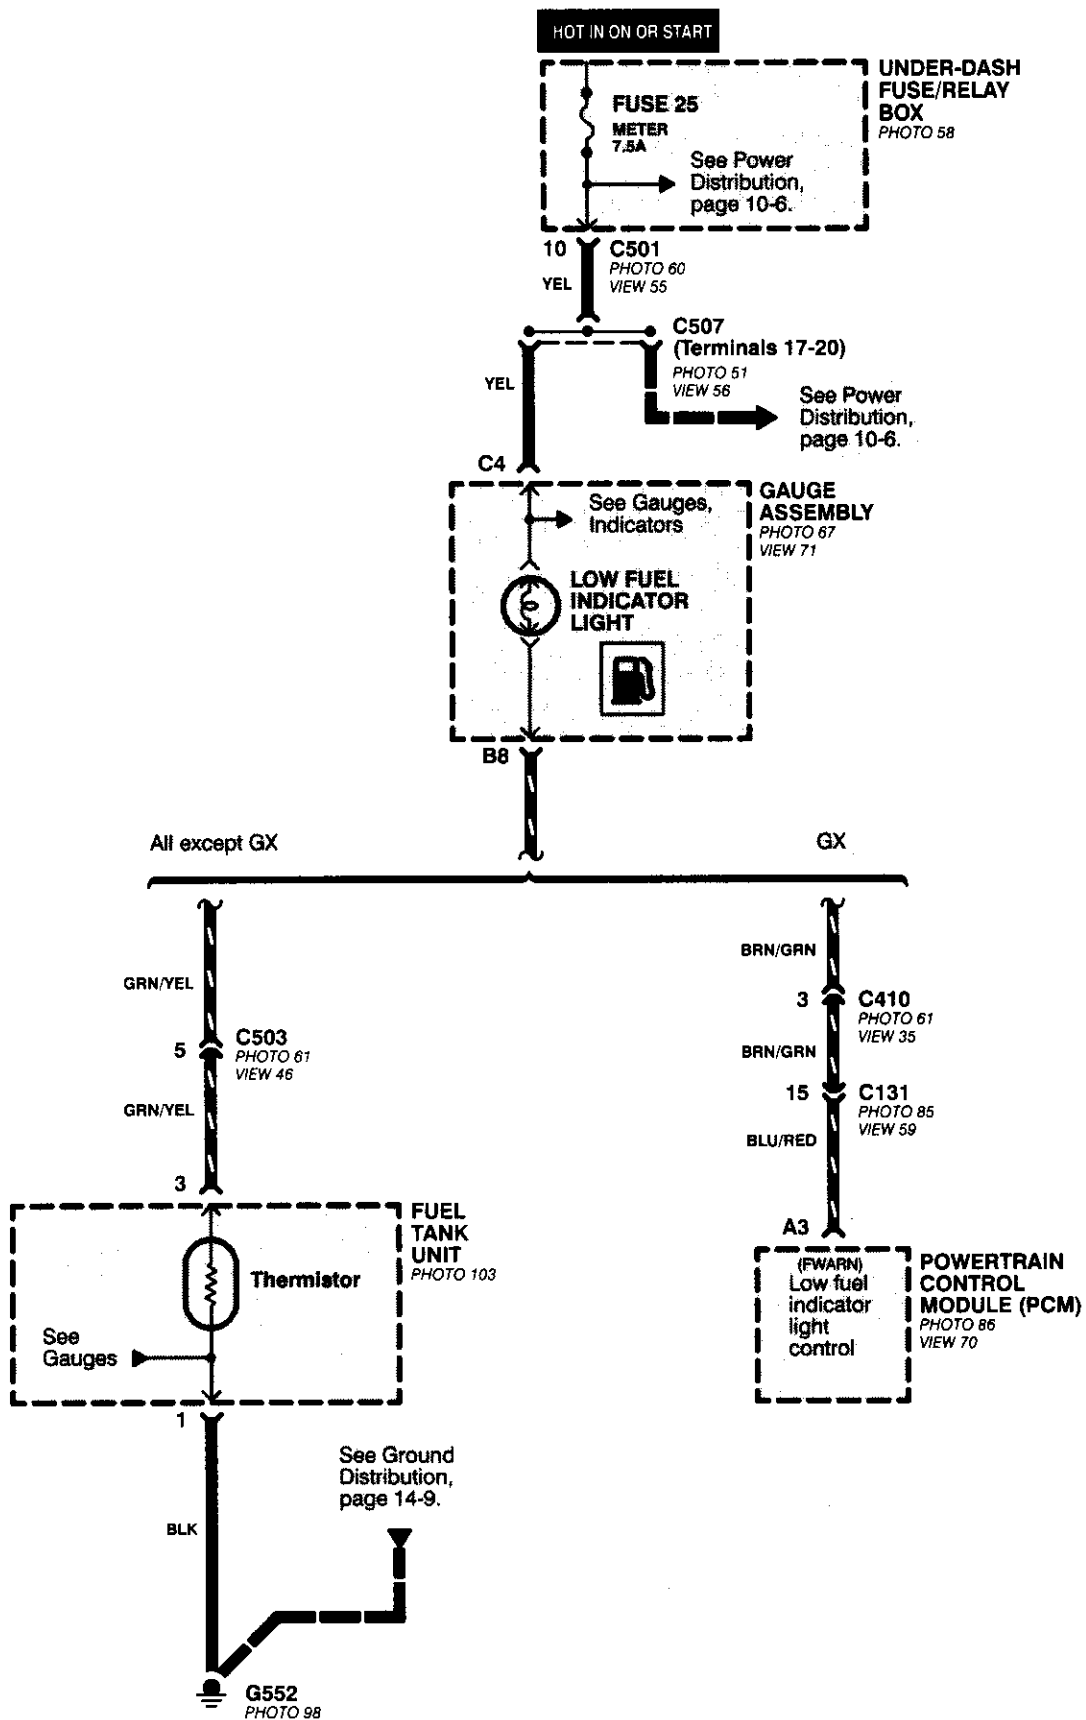 HOT IN ON OR START
UNDER-DASH
FUSE/RELAY
BOX
PHOTO 58
FUSE 25
METER
7.5A
See Power
Distribution,
page 10-6.
10
C501
PHOTO 60
VIEW 55
YEL
C507
(Terminals 17-20)
PHOTO 51
VIEW 56
YEL
See Power
Distribution,
page 10-6.
C4
GAUGE
ASSEMBLY
PHOTO 67
VIEW 71
See Gauges,
Indicators
LOW FUEL
INDICATOR
LIGHT
B8
All except GX
GX
GRN/YEL
5
C503
PHOTO 61
VIEW 46
GRN/YEL
3
BRN/GRN
3
C410
PHOTO 61
VIEW 35
BRN/GRN
15
C131
PHOTO 85
VIEW 59
BLU/RED
A3
FUEL
TANK
UNIT
PHOTO 103
Thermistor
See
Gauges
1
(FWARN)
Low fuel
indicator
light
control
POWERTRAIN
CONTROL
MODULE (PCM)
PHOTO 86
VIEW 70
See Ground
Distribution,
page 14-9.
BLK
G552
PHOTO 98